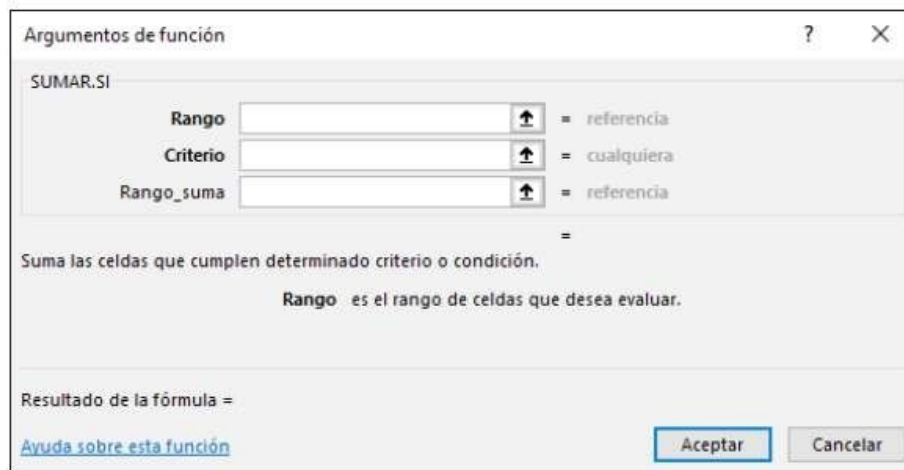 Argumentos de función ? ×
SUMAR.SI
Rango = referencia
Criterio = cualquiera
Rango_suma = referencia
=
Suma las celdas que cumplen determinado criterio o condición.
Rango es el rango de celdas que desea evaluar.
Resultado de la fórmula =
Ayuda sobre esta función Aceptar Cancelar